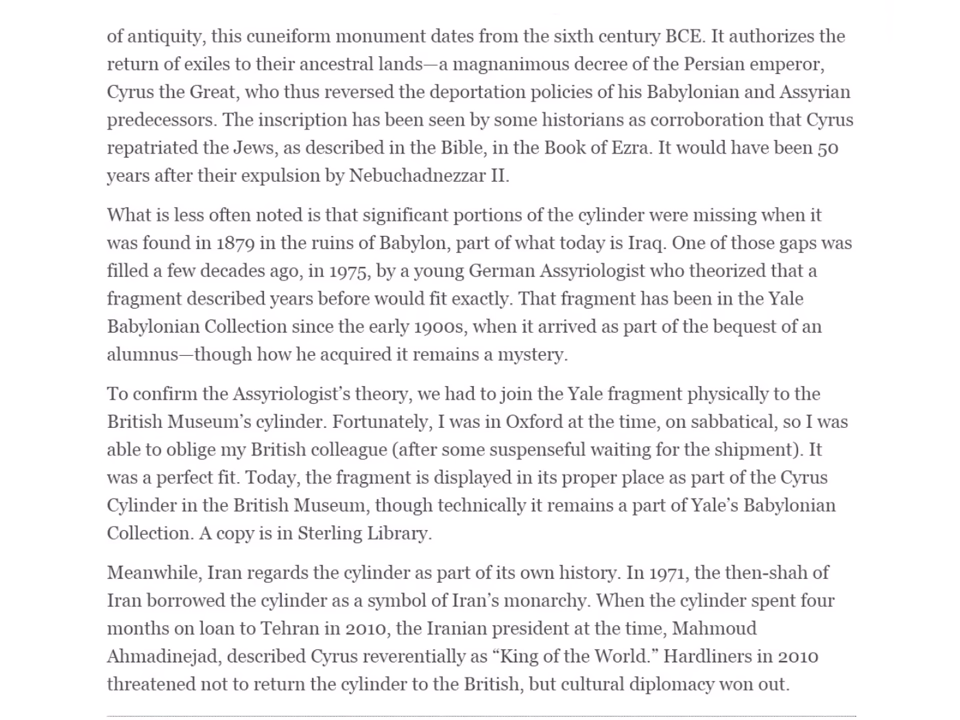 of antiquity, this cuneiform monument dates from the sixth century BCE. It authorizes the
return of exiles to their ancestral lands—a magnanimous decree of the Persian emperor,
Cyrus the Great, who thus reversed the deportation policies of his Babylonian and Assyrian
predecessors. The inscription has been seen by some historians as corroboration that Cyrus
repatriated the Jews, as described in the Bible, in the Book of Ezra. It would have been 50
years after their expulsion by Nebuchadnezzar II.
What is less often noted is that significant portions of the cylinder were missing when it
was found in 1879 in the ruins of Babylon, part of what today is Iraq. One of those gaps was
filled a few decades ago, in 1975, by a young German Assyriologist who theorized that a
fragment described years before would fit exactly. That fragment has been in the Yale
Babylonian Collection since the early 1900s, when it arrived as part of the bequest of an
alumnus—though how he acquired it remains a mystery.
To confirm the Assyriologist’s theory, we had to join the Yale fragment physically to the
British Museum’s cylinder. Fortunately, I was in Oxford at the time, on sabbatical, so I was
able to oblige my British colleague (after some suspenseful waiting for the shipment). It
was a perfect fit. Today, the fragment is displayed in its proper place as part of the Cyrus
Cylinder in the British Museum, though technically it remains a part of Yale’s Babylonian
Collection. A copy is in Sterling Library.
Meanwhile, Iran regards the cylinder as part of its own history. In 1971, the then-shah of
Iran borrowed the cylinder as a symbol of Iran’s monarchy. When the cylinder spent four
months on loan to Tehran in 2010, the Iranian president at the time, Mahmoud
Ahmadinejad, described Cyrus reverentially as “King of the World.” Hardliners in 2010
threatened not to return the cylinder to the British, but cultural diplomacy won out.